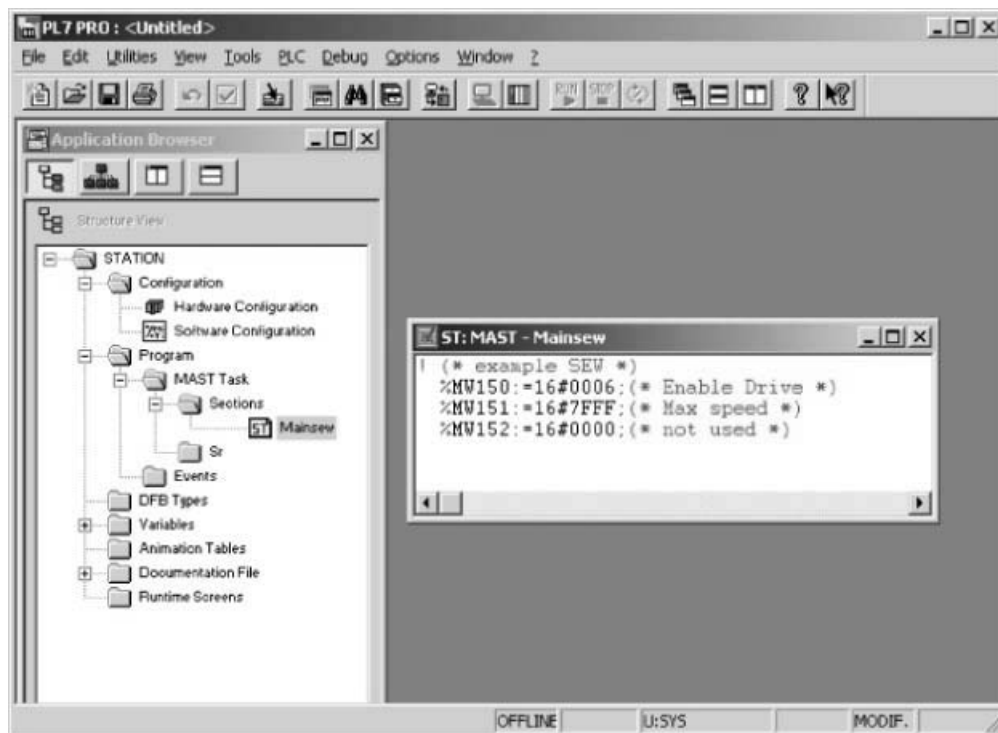 PL7 PRO : <Untitled>
File Edit Utilities View Tools PLC Debug Options Window ?
RUN STOP
Application Browser
Structure View
STATION
Configuration
Hardware Configuration
Software Configuration
Program
MAST Task
Sections
ST Mainsew
Sr
Events
DFB Types
Variables
Animation Tables
Documentation File
Runtime Screens
ST: MAST - Mainsew
(* example SEW *)
%MW150:=16#0006;(* Enable Drive *)
%MW151:=16#7FFF;(* Max speed *)
%MW152:=16#0000;(* not used *)
OFFLINE U:SYS MODIF.